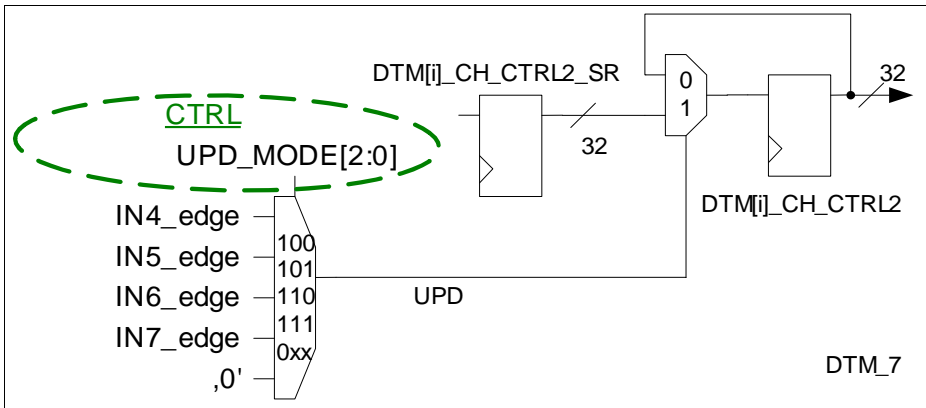 DTM[i]_CH_CTRL2_SR
0
1
32
32
CTRL
UPD_MODE[2:0]
DTM[i]_CH_CTRL2
IN4_edge
100
IN5_edge
101
IN6_edge
110
UPD
IN7_edge
111
0xx
‚0'
DTM_7